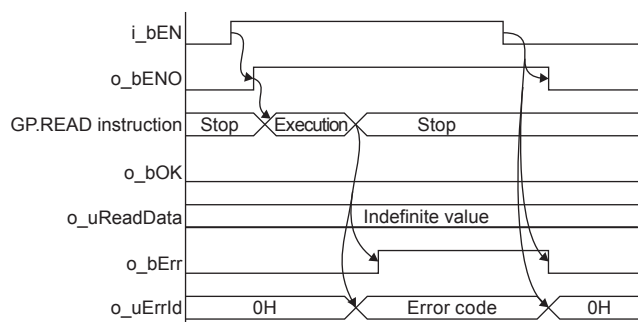 i_bEN
o_bENO
GP.READ instruction Stop Execution Stop
o_bOK
o_uReadData Indefinite value
o_bErr
o_uErrId 0H Error code 0H